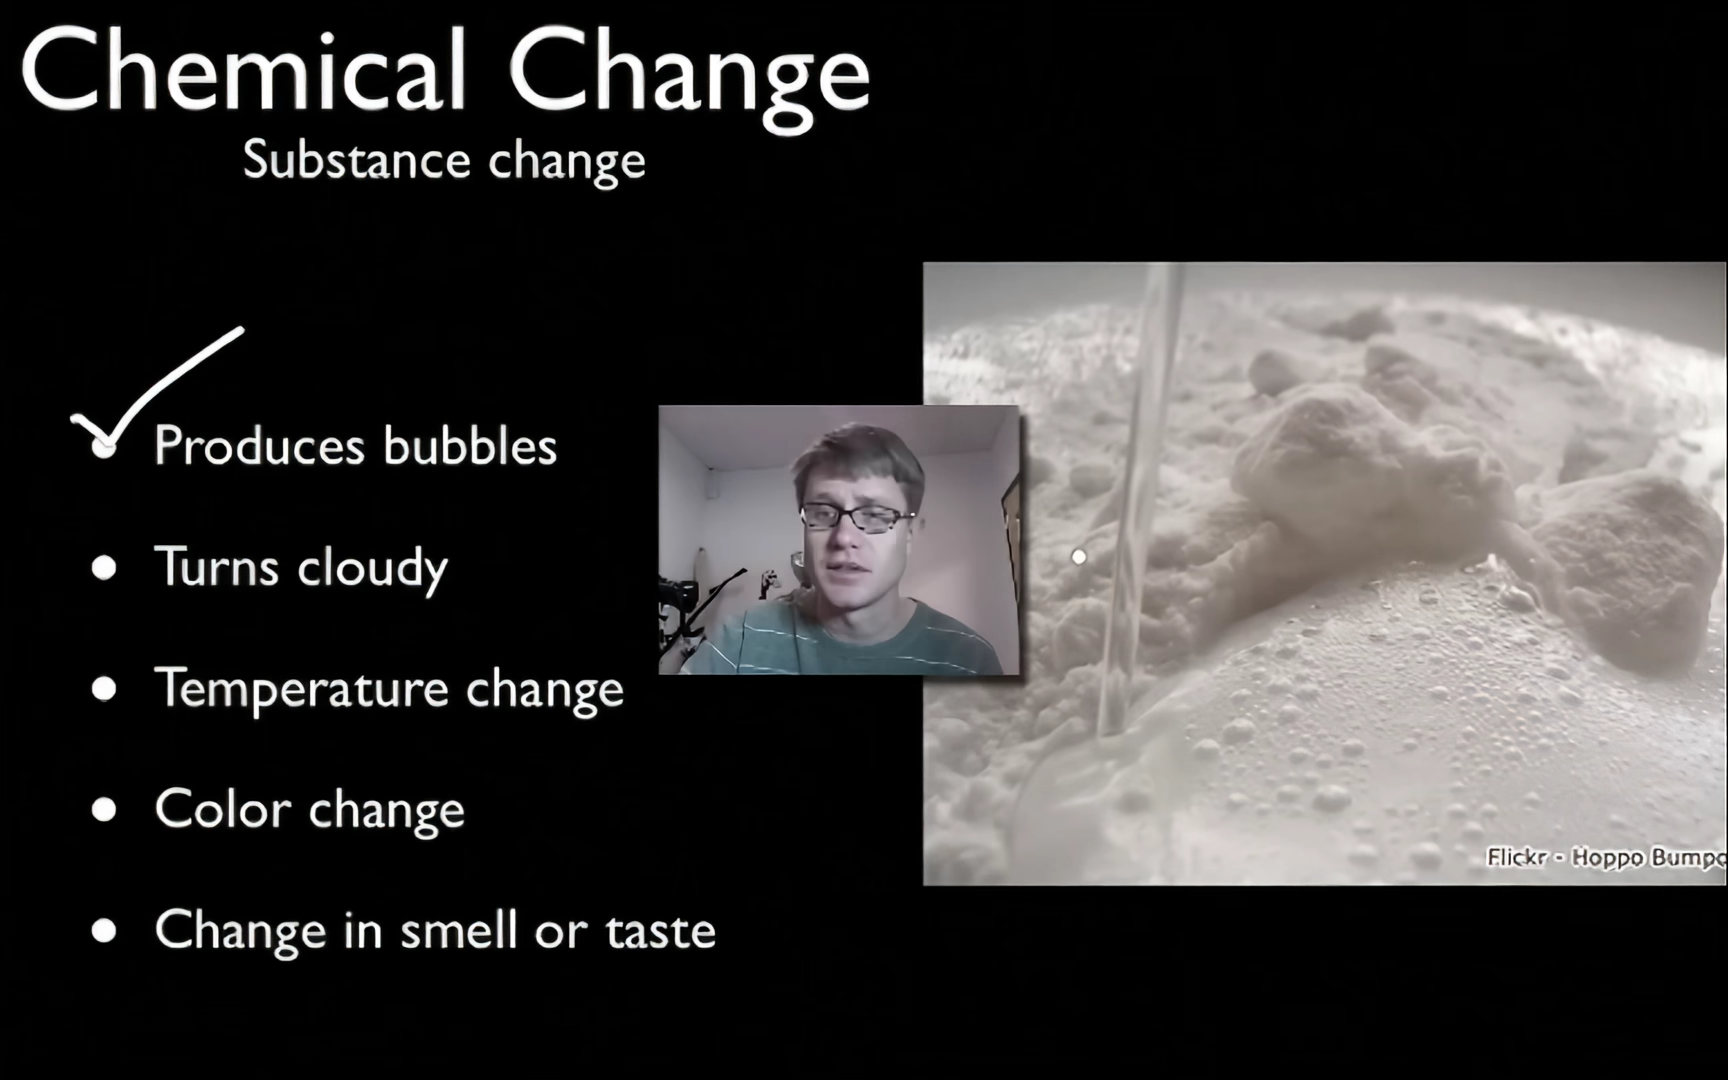 Chemical Change
Substance change
Produces bubbles
Turns cloudy
Temperature change
Color change
Change in smell or taste
Flickr - Hoppo